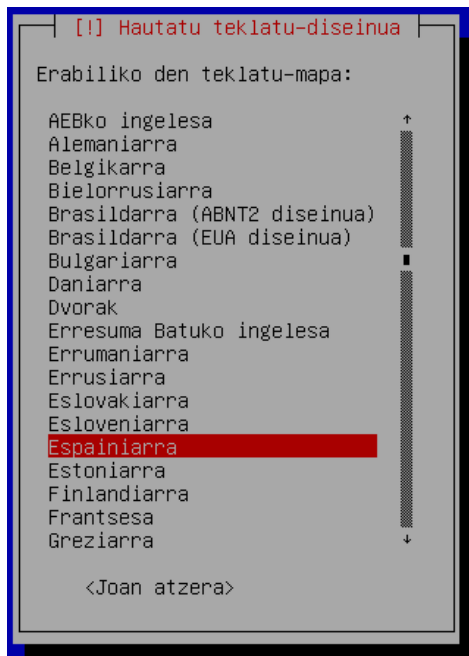 [!] Hautatu teklatu-diseinua
Erabiliko den teklatu-mapa:
AEBko ingelesa
Alemaniarra
Belgikarra
Bielorrusiarra
Brasildarra (ABNT2 diseinua)
Brasildarra (EUA diseinua)
Bulgariarra
Daniarra
Dvorak
Erresuma Batuko ingelesa
Errumaniarra
Errusiarra
Eslovakiarra
Esloveniarra
Espainiarra
Estoniarra
Finlandiarra
Frantsesa
Greziarra
<Joan atzera>